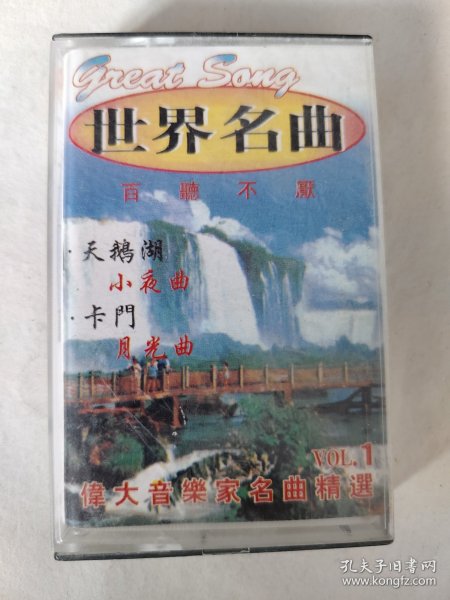 Great Song
世界名曲
百聽不厭
·天鵝湖
小夜曲
·卡門
月光曲
VOL.1
偉大音樂家名曲精選
孔夫子旧书网
www.kongfz.com